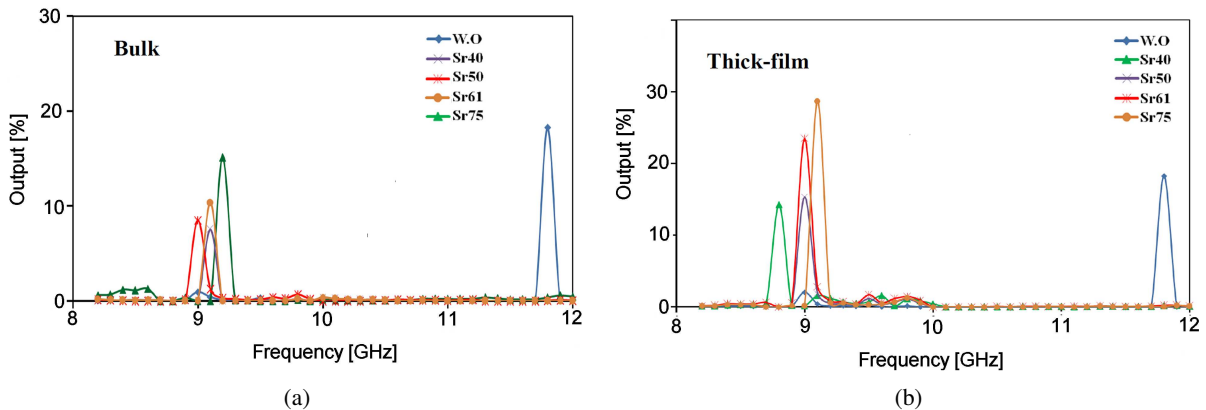 30
20
10
0
Output [%]
Bulk
W.O
Sr40
Sr50
Sr61
Sr75
8
9
10
11
12
Frequency [GHz]
(a)
30
20
10
0
Output [%]
Thick-film
W.O
Sr40
Sr50
Sr61
Sr75
8
9
10
11
12
Frequency [GHz]
(b)